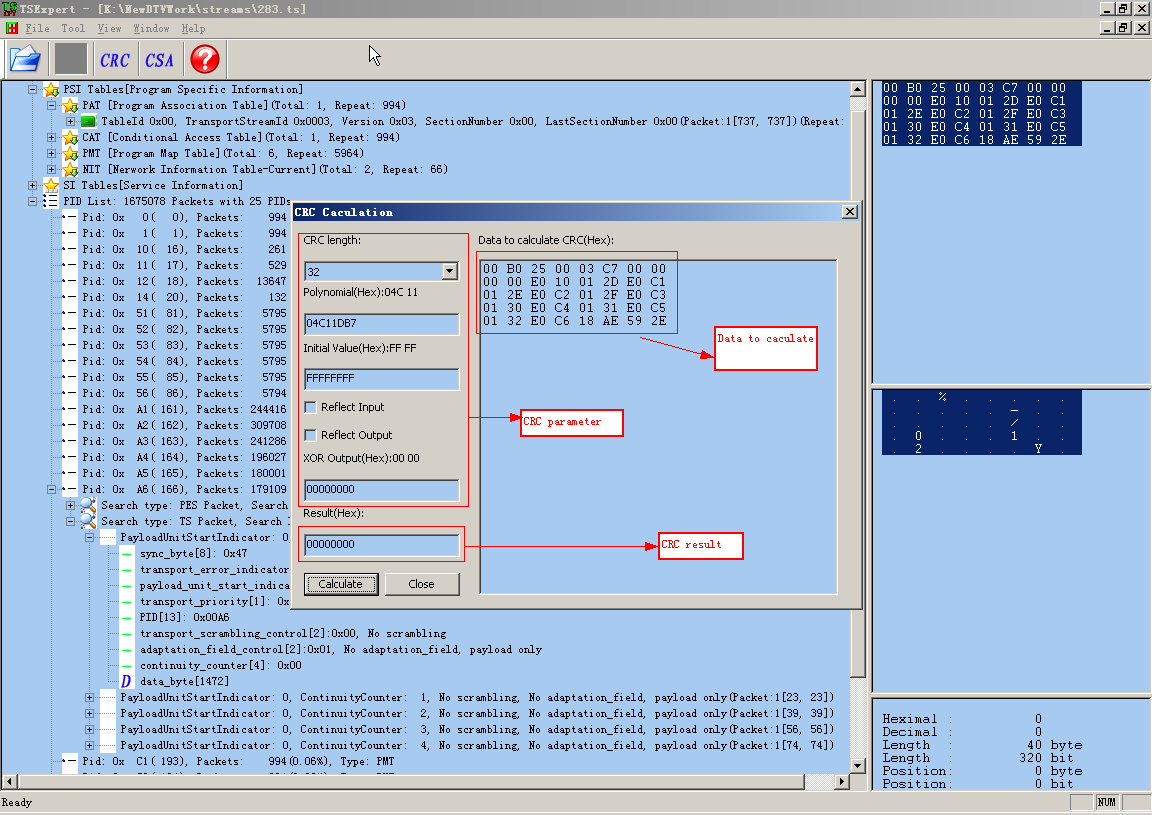 TSExpert - [K:\NewDTVWork\streams\283.ts]
File Tool View Window Help
CRC CSA ?
PSI Tables[Program Specific Information]
PAT [Program Association Table](Total: 1, Repeat: 994)
TableId 0x00, TransportStreamId 0x0003, Version 0x03, SectionNumber 0x00, LastSectionNumber 0x00(Packet:1[737, 737])(Repeat:
CAT [Conditional Access Table](Total: 1, Repeat: 994)
PMT [Program Map Table](Total: 6, Repeat: 5964)
NIT [Nerwork Information Table-Current](Total: 2, Repeat: 66)
SI Tables[Service Information]
PID List: 1675078 Packets with 25 PIDs
Pid: 0x 0( 0), Packets: 994
Pid: 0x 1( 1), Packets: 994
Pid: 0x 10( 16), Packets: 261
Pid: 0x 11( 17), Packets: 529
Pid: 0x 12( 18), Packets: 13647
Pid: 0x 14( 20), Packets: 132
Pid: 0x 51( 81), Packets: 5795
Pid: 0x 52( 82), Packets: 5795
Pid: 0x 53( 83), Packets: 5795
Pid: 0x 54( 84), Packets: 5795
Pid: 0x 55( 85), Packets: 5795
Pid: 0x 56( 86), Packets: 5794
Pid: 0x A1( 161), Packets: 244416
Pid: 0x A2( 162), Packets: 309708
Pid: 0x A3( 163), Packets: 241286
Pid: 0x A4( 164), Packets: 196027
Pid: 0x A5( 165), Packets: 180001
Pid: 0x A6( 166), Packets: 179109
Search type: PES Packet, Search
Search type: TS Packet, Search
PayloadUnitStartIndicator: 0,
sync_byte[8]: 0x47
transport_error_indicator
payload_unit_start_indica
transport_priority[1]: 0x
PID[13]: 0x00A6
transport_scrambling_control[2]:0x00, No scrambling
adaptation_field_control[2]:0x01, No adaptation_field, payload only
continuity_counter[4]: 0x00
D data_byte[1472]
PayloadUnitStartIndicator: 0, ContinuityCounter: 1, No scrambling, No adaptation_field, payload only(Packet:1[23, 23])
PayloadUnitStartIndicator: 0, ContinuityCounter: 2, No scrambling, No adaptation_field, payload only(Packet:1[39, 39])
PayloadUnitStartIndicator: 0, ContinuityCounter: 3, No scrambling, No adaptation_field, payload only(Packet:1[56, 56])
PayloadUnitStartIndicator: 0, ContinuityCounter: 4, No scrambling, No adaptation_field, payload only(Packet:1[74, 74])
Pid: 0x C1( 193), Packets: 994(0.06%), Type: PMT
CRC Caculation
CRC length:
32
Polynomial(Hex):04C 11
04C11DB7
Initial Value(Hex):FF FF
FFFFFFFF
Reflect Input
Reflect Output
XOR Output(Hex):00 00
00000000
Result(Hex):
00000000
Calculate Close
Data to calculate CRC(Hex):
00 B0 25 00 03 C7 00 00
00 00 E0 10 01 2D E0 C1
01 2E E0 C2 01 2F E0 C3
01 30 E0 C4 01 31 E0 C5
01 32 E0 C6 18 AE 59 2E
Data to caculate
CRC parameter
CRC result
00 B0 25 00 03 C7 00 00
00 00 E0 10 01 2D E0 C1
01 2E E0 C2 01 2F E0 C3
01 30 E0 C4 01 31 E0 C5
01 32 E0 C6 18 AE 59 2E
. . % . . . . .
. . . . . - . .
. . . . . / . .
. 0 . . . 1 . .
. 2 . . . . Y .
Heximal : 0
Decimal : 0
Length : 40 byte
Length : 320 bit
Position: 0 byte
Position: 0 bit
Ready
NUM